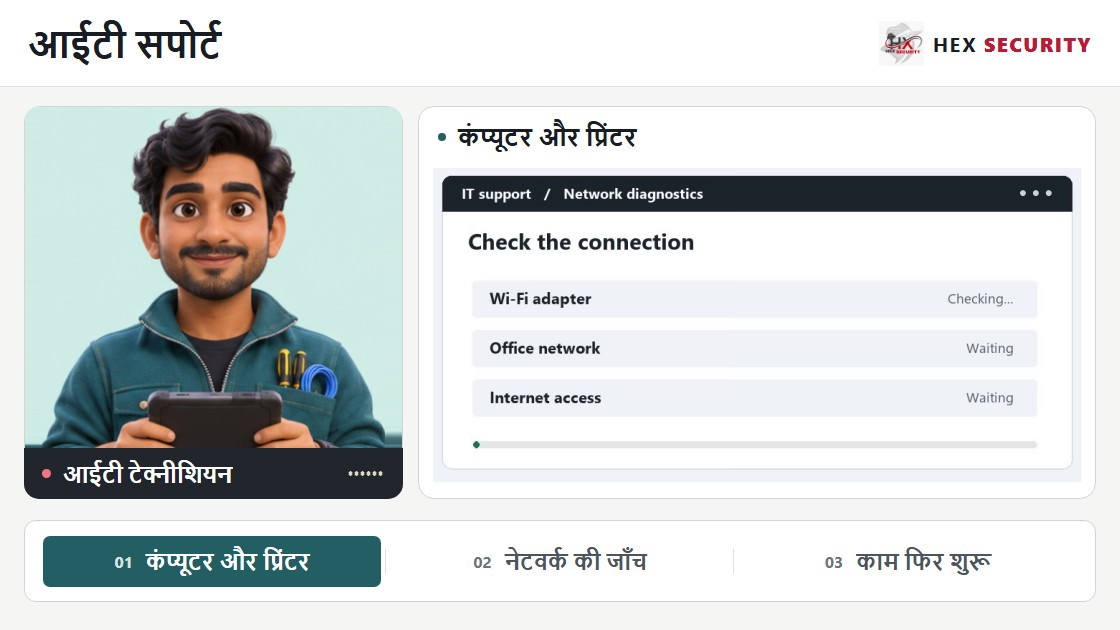 आईटी सपोर्ट
HEX SECURITY
कंप्यूटर और प्रिंटर
IT support / Network diagnostics
Check the connection
Wi-Fi adapter Checking...
Office network Waiting
Internet access Waiting
आईटी टेक्नीशियन
01 कंप्यूटर और प्रिंटर
02 नेटवर्क की जाँच
03 काम फिर शुरू